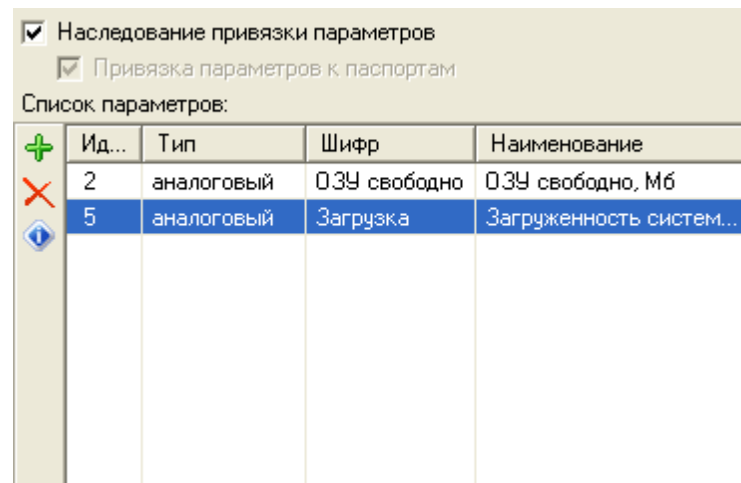 Наследование привязки параметров
Привязка параметров к паспортам
Список параметров:
Ид... Тип Шифр Наименование
2 аналоговый ОЗУ свободно ОЗУ свободно, Мб
5 аналоговый Загрузка Загруженность систем...